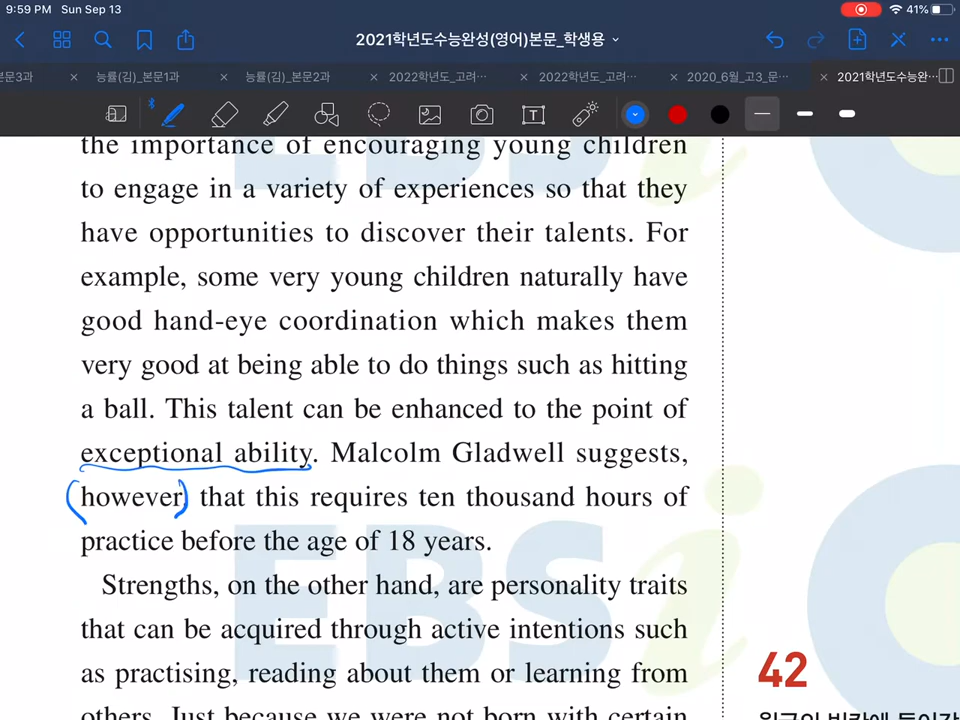 9:59 PM Sun Sep 13
41%
2021학년도수능완성(영어)본문_학생용
본문3과
능률(김)_본문1과
능률(김)_본문2과
2022학년도_고려…
2022학년도_고려…
2020_6월_고3_문…
2021학년도수능완…
the importance of encouraging young children
to engage in a variety of experiences so that they
have opportunities to discover their talents. For
example, some very young children naturally have
good hand-eye coordination which makes them
very good at being able to do things such as hitting
a ball. This talent can be enhanced to the point of
exceptional ability. Malcolm Gladwell suggests,
however, that this requires ten thousand hours of
practice before the age of 18 years.
Strengths, on the other hand, are personality traits
that can be acquired through active intentions such
as practising, reading about them or learning from
others. Just because we were not born with certain
42
EBSi